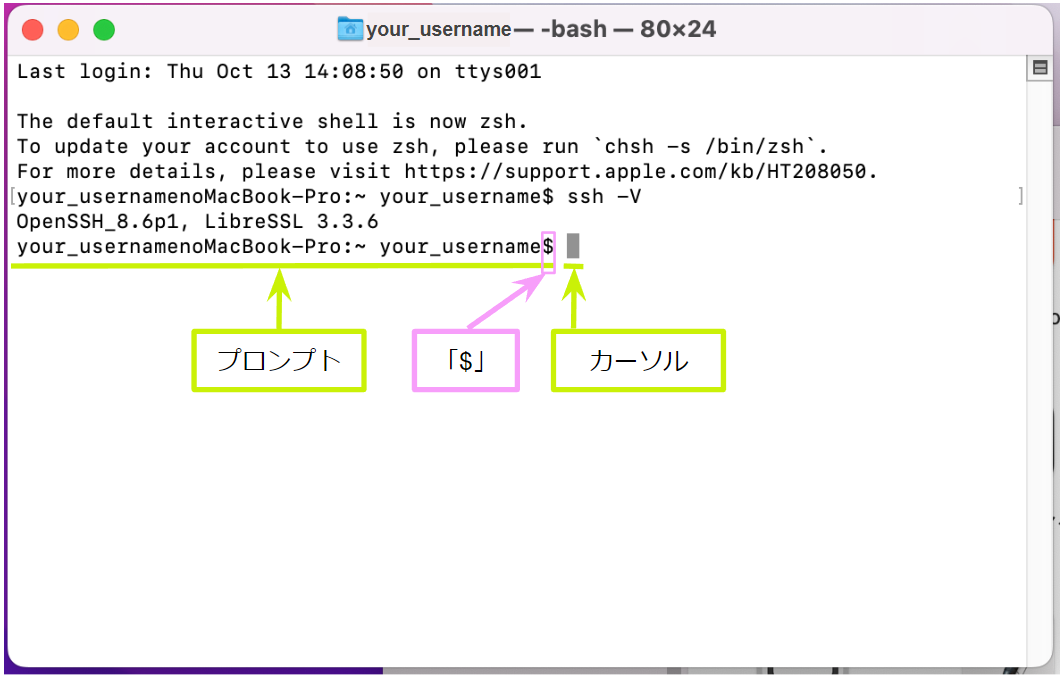 your_username— -bash — 80×24
Last login: Thu Oct 13 14:08:50 on ttys001
The default interactive shell is now zsh.
To update your account to use zsh, please run `chsh -s /bin/zsh`.
For more details, please visit https://support.apple.com/kb/HT208050.
[your_usernamenoMacBook-Pro:~ your_username$ ssh -V ]
OpenSSH_8.6p1, LibreSSL 3.3.6
your_usernamenoMacBook-Pro:~ your_username$
プロンプト 「$」 カーソル